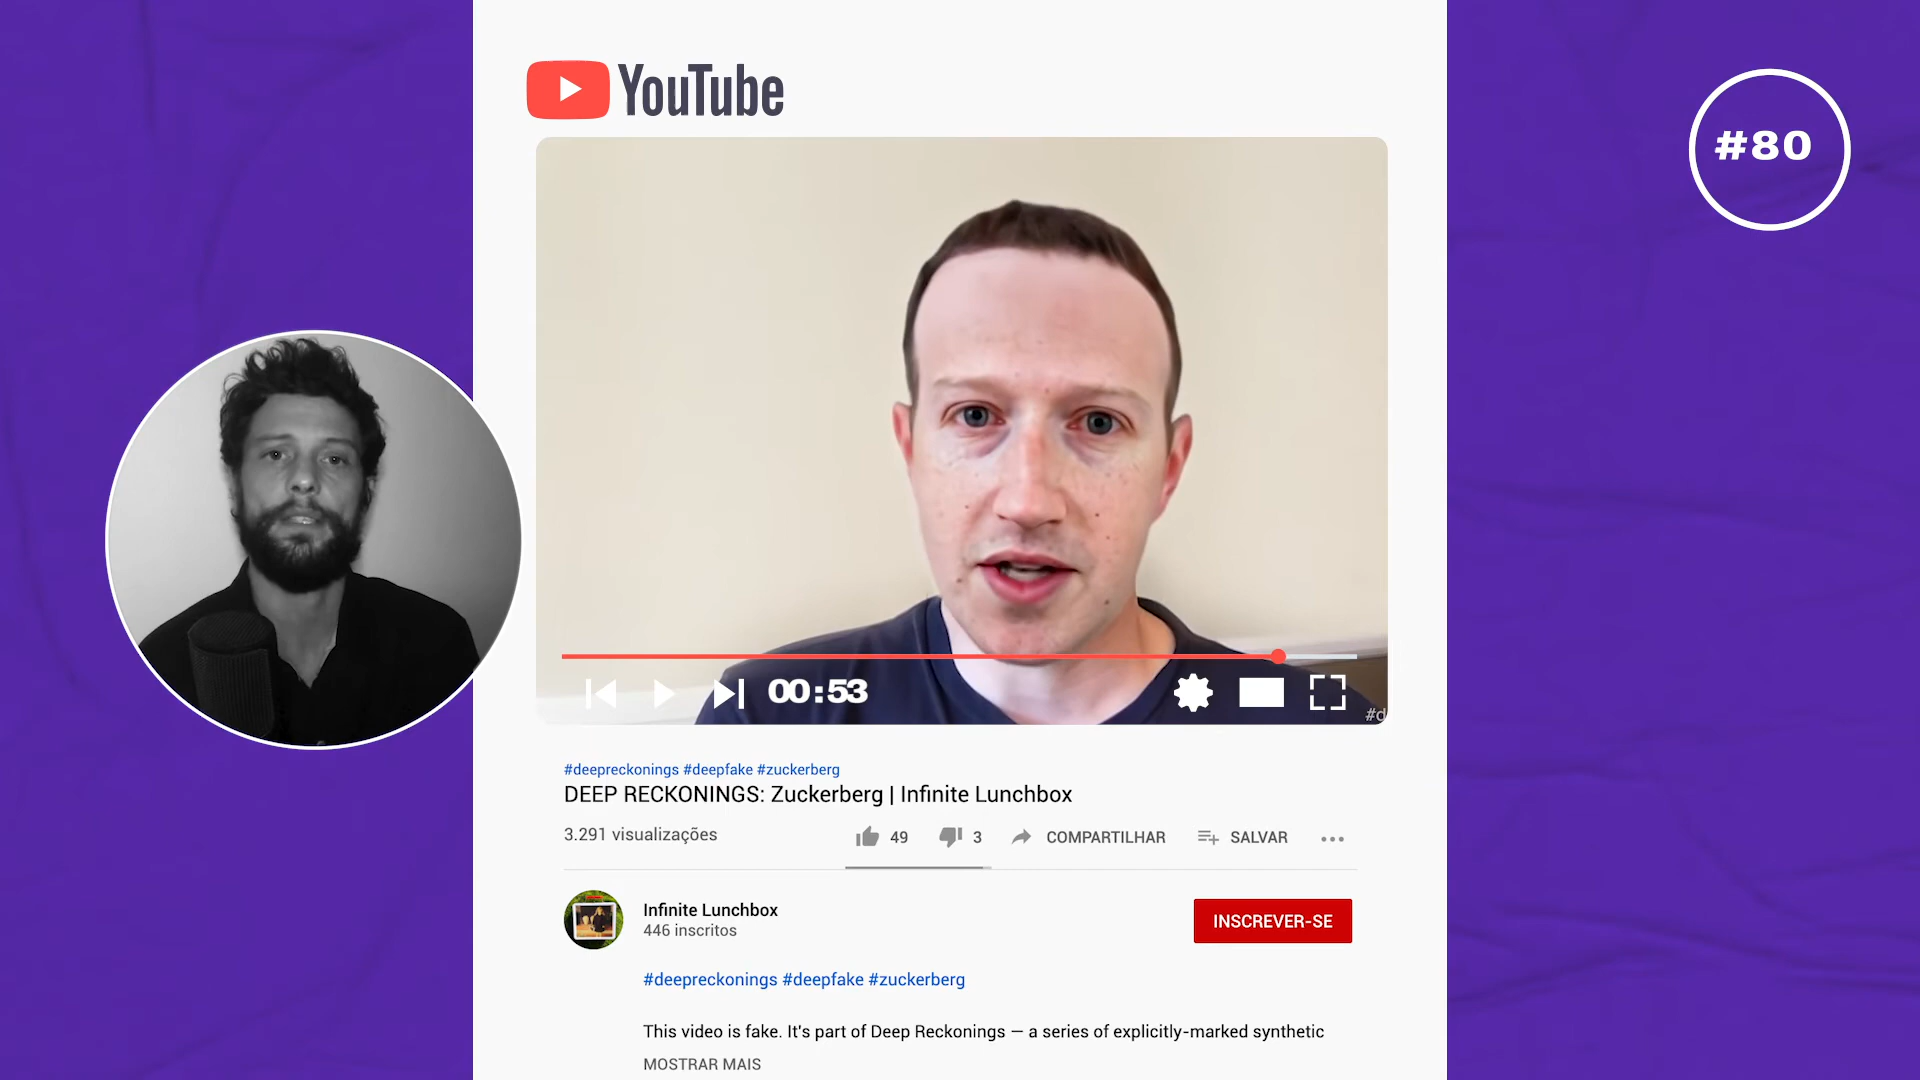 YouTube
#80
00:53
#d
#deepreckonings #deepfake #zuckerberg
DEEP RECKONINGS: Zuckerberg | Infinite Lunchbox
3.291 visualizações
49
3
COMPARTILHAR
SALVAR
Infinite Lunchbox
446 inscritos
INSCREVER-SE
#deepreckonings #deepfake #zuckerberg
This video is fake. It's part of Deep Reckonings — a series of explicitly-marked synthetic
MOSTRAR MAIS